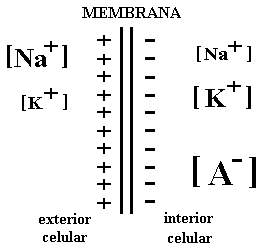 MEMBRANA
[Na+] + - [Na+]
+ -
[K+] + - [K+]
+ -
+ -
+ -
+ -
[A-]
+ -
+ -
exterior interior
celular celular